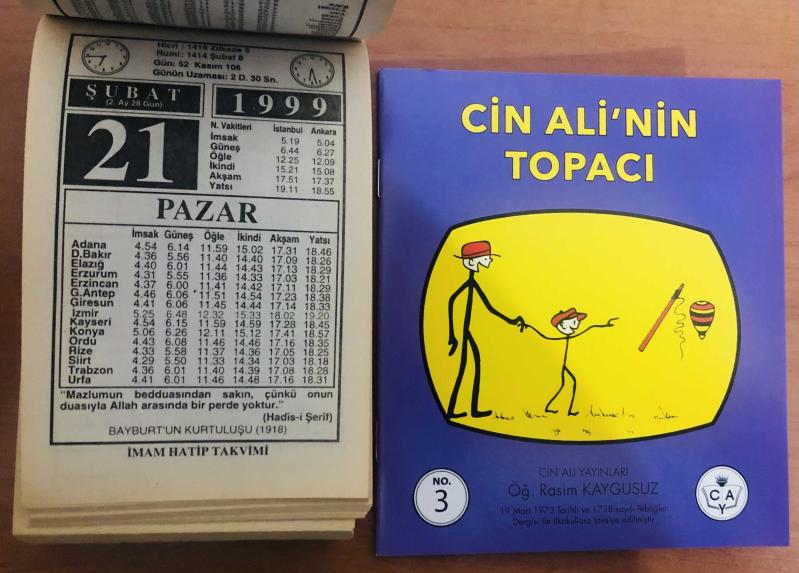 Hicri : 1419 Zilkade 5
Rumi : 1414 Şubat 8
Gün: 52 Kasım 106
Günün Uzaması: 2 D. 30 Sn.
ŞUBAT
(2. Ay 28 Gün)
1999
21
N. Vakitleri İstanbul Ankara
İmsak 5.19 5.04
Güneş 6.44 6.27
Öğle 12.25 12.09
İkindi 15.21 15.08
Akşam 17.51 17.37
Yatsı 19.11 18.55
PAZAR
İmsak Güneş Öğle İkindi Akşam Yatsı
Adana 4.54 6.14 11.59 15.02 17.31 18.46
D.Bakır 4.36 5.56 11.40 14.40 17.09 18.26
Elazığ 4.40 6.01 11.44 14.43 17.13 18.29
Erzurum 4.31 5.55 11.36 14.33 17.03 18.21
Erzincan 4.37 6.00 11.41 14.42 17.11 18.29
G.Antep 4.46 6.06 11.51 14.54 17.23 18.38
Giresun 4.41 6.06 11.45 14.44 17.14 18.33
İzmir 5.25 6.48 12.32 15.33 18.02 19.20
Kayseri 4.54 6.15 11.59 14.59 17.28 18.45
Konya 5.06 6.26 12.11 15.12 17.41 18.57
Ordu 4.43 6.08 11.46 14.46 17.16 18.35
Rize 4.33 5.58 11.37 14.36 17.05 18.25
Siirt 4.29 5.50 11.33 14.34 17.03 18.18
Trabzon 4.36 6.01 11.40 14.39 17.08 18.28
Urfa 4.41 6.01 11.46 14.48 17.16 18.31
"Mazlumun bedduasından sakın, çünkü onun
duasıyla Allah arasında bir perde yoktur."
(Hadîs-i Şerîf)
BAYBURT'UN KURTULUŞU (1918)
İMAM HATİP TAKVİMİ
CİN ALİ'NİN
TOPACI
NO.
3
CİN ALİ YAYINLARI
Öğ. Rasim KAYGUSUZ
19 Mart 1973 Tarihli ve 1738 sayılı Tebliğler
Dergisi ile ilkokullara tavsiye edilmiştir.
C A
Y